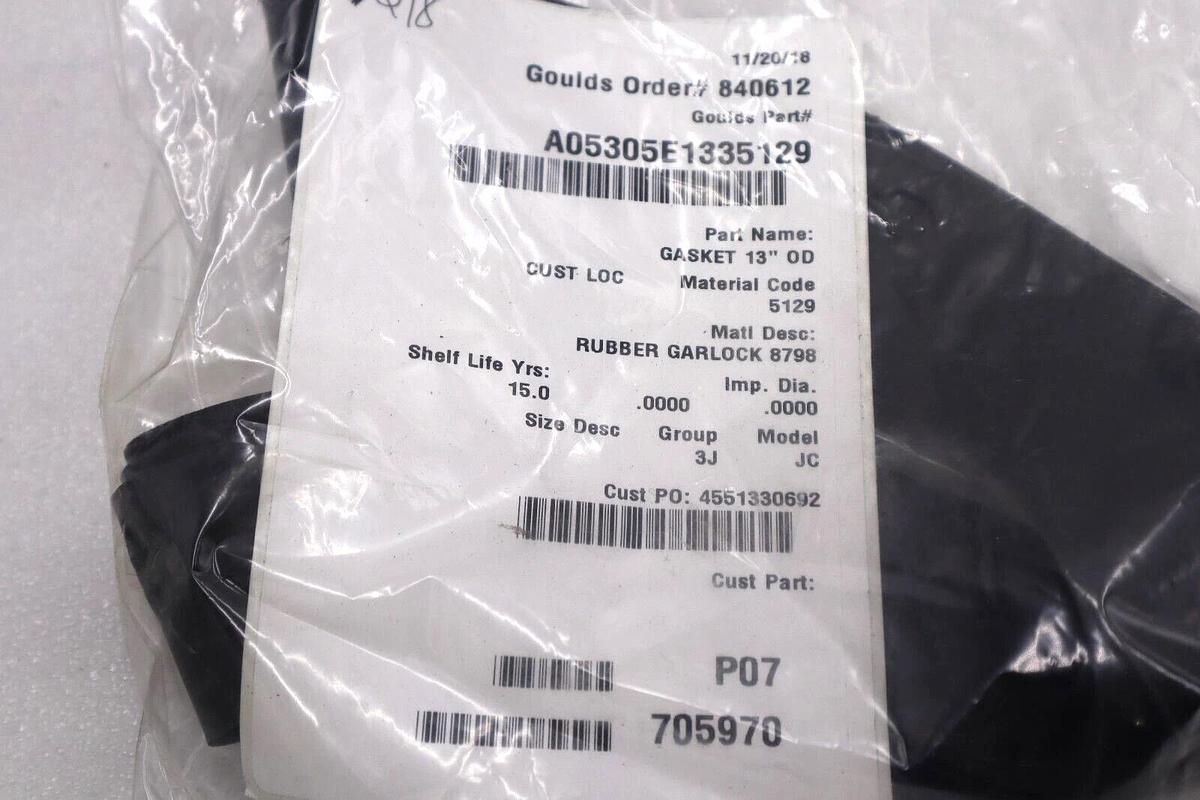 11/20/18
Goulds Order# 840612
Goulds Part#
A05305E1335129
Part Name:
GASKET 13" OD
CUST LOC Material Code
5129
Matl Desc:
RUBBER GARLOCK 8798
Shelf Life Yrs: Imp. Dia.
15.0 .0000 .0000
Size Desc Group Model
3J JC
Cust PO: 4551330692
Cust Part:
P07
705970